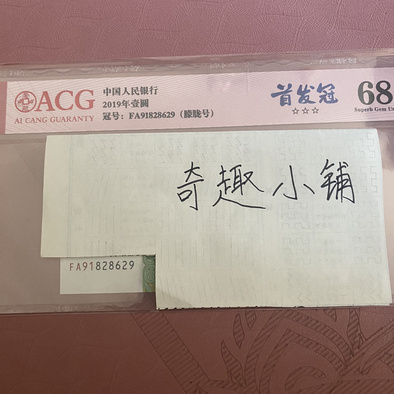 ACG
AI CANG GUARANTY
中国人民银行
2019年壹圆
冠号：FA91828629（朦胧号）
首发冠
☆☆☆
68
Superb Gem Un
奇趣小铺
FA91828629